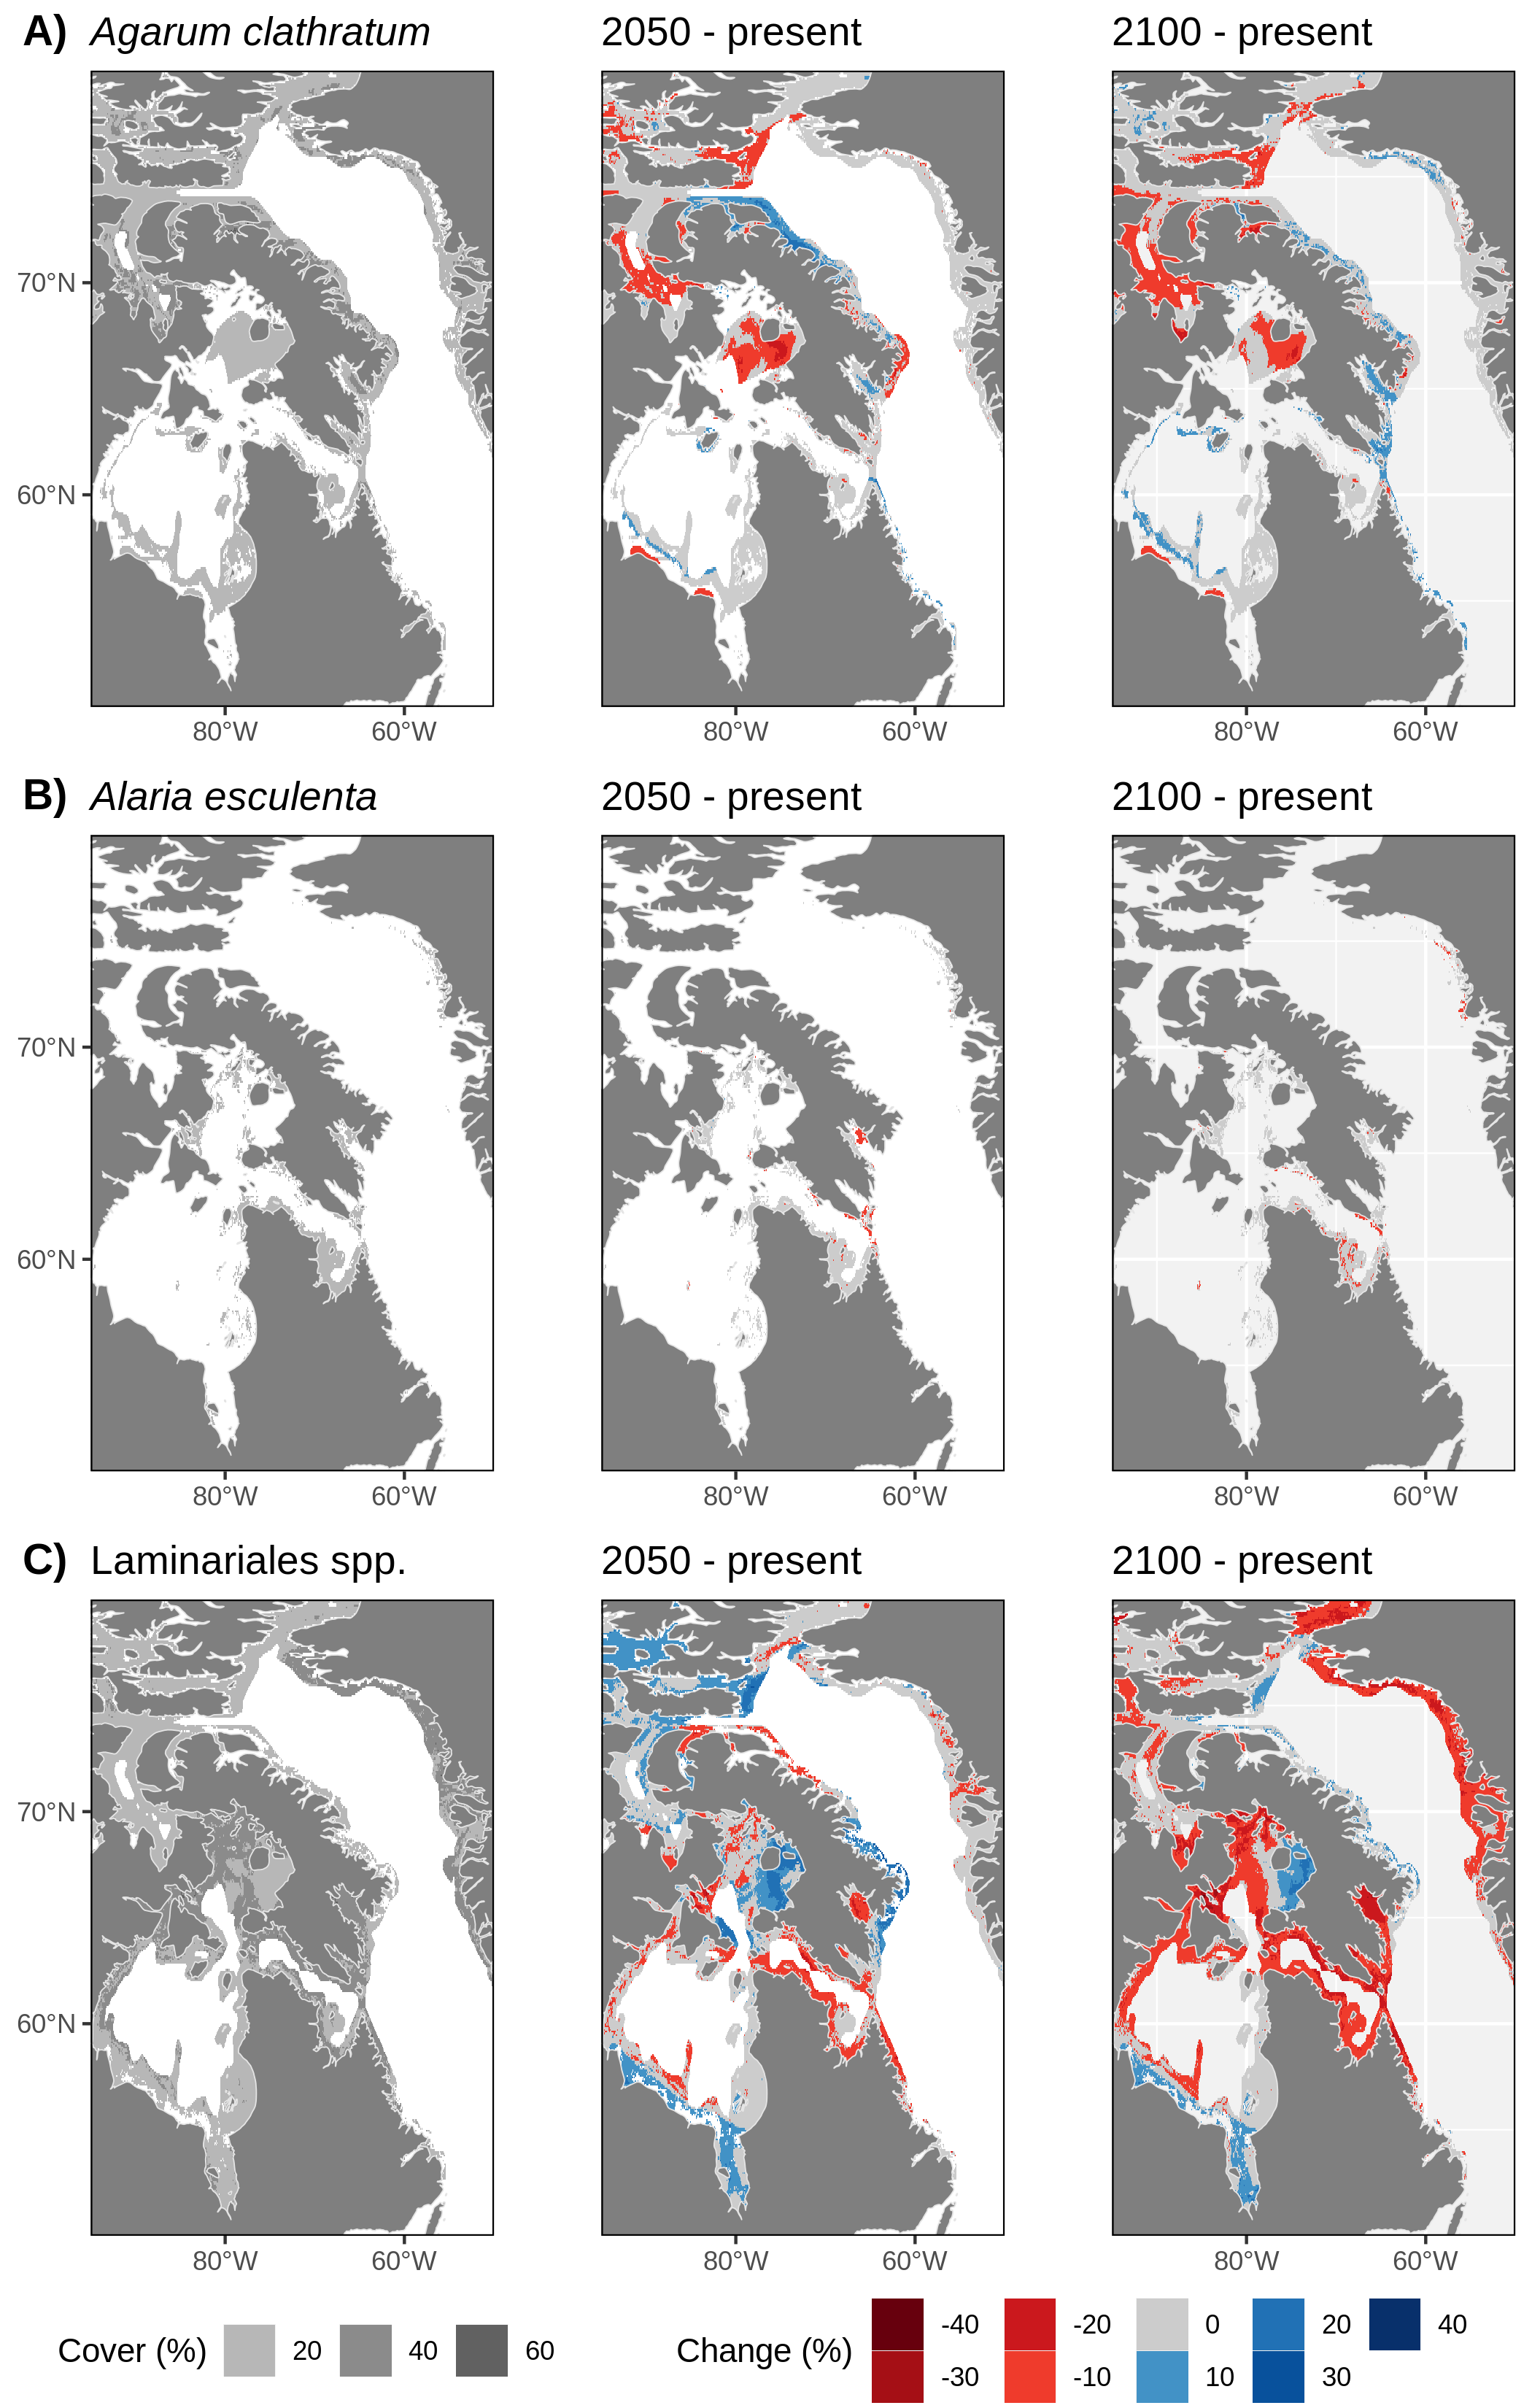 A) Agarum clathratum 2050 - present 2100 - present
70°N
60°N
80°W 60°W 80°W 60°W 80°W 60°W
B) Alaria esculenta 2050 - present 2100 - present
70°N
60°N
80°W 60°W 80°W 60°W 80°W 60°W
C) Laminariales spp. 2050 - present 2100 - present
70°N
60°N
80°W 60°W 80°W 60°W 80°W 60°W
Cover (%) 20 40 60
Change (%) -40 -20 0 20 40
-30 -10 10 30